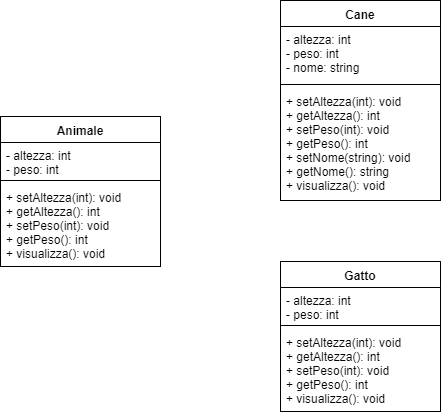 Animale
- altezza: int
- peso: int
+ setAltezza(int): void
+ getAltezza(): int
+ setPeso(int): void
+ getPeso(): int
+ visualizza(): void
Cane
- altezza: int
- peso: int
- nome: string
+ setAltezza(int): void
+ getAltezza(): int
+ setPeso(int): void
+ getPeso(): int
+ setNome(string): void
+ getNome(): string
+ visualizza(): void
Gatto
- altezza: int
- peso: int
+ setAltezza(int): void
+ getAltezza(): int
+ setPeso(int): void
+ getPeso(): int
+ visualizza(): void